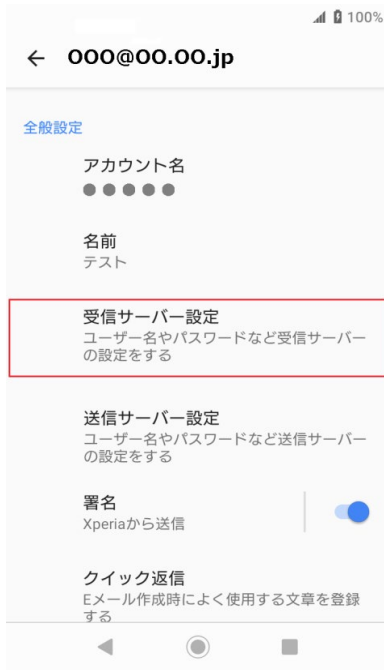 100%
← OOO@OO.OO.jp
全般設定
アカウント名
●●●●●
名前
テスト
受信サーバー設定
ユーザー名やパスワードなど受信サーバー
の設定をする
送信サーバー設定
ユーザー名やパスワードなど送信サーバー
の設定をする
署名
Xperiaから送信
クイック返信
Eメール作成時によく使用する文章を登録
する